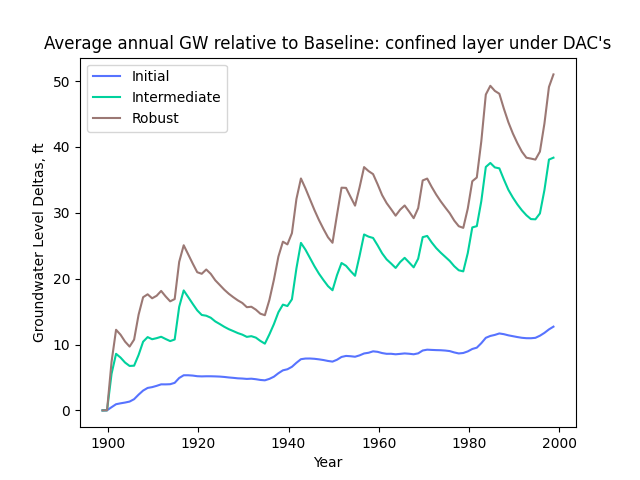 Average annual GW relative to Baseline: confined layer under DAC's
Initial
Intermediate
Robust
50
40
30
20
10
0
Groundwater Level Deltas, ft
1900 1920 1940 1960 1980 2000
Year